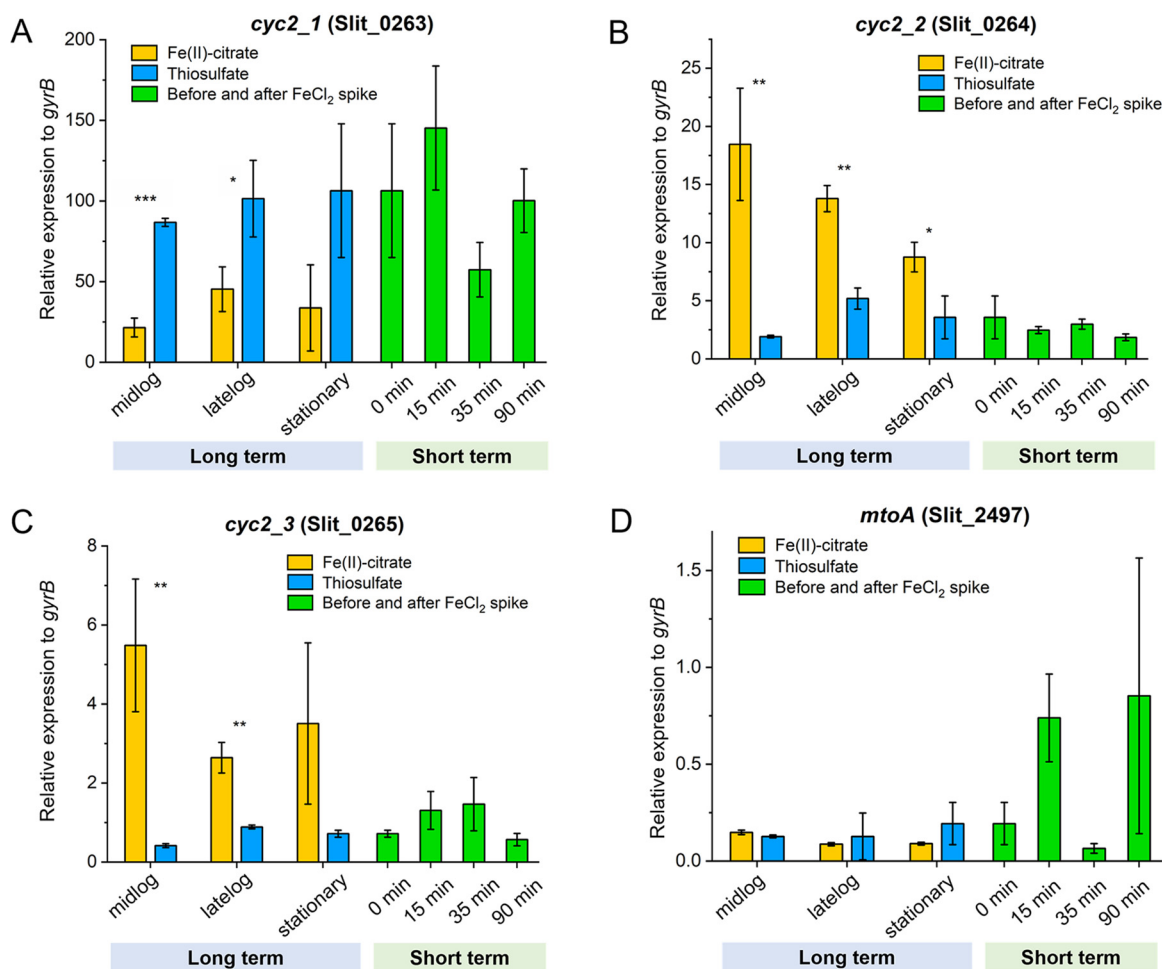 A
cyc2_1 (Slit_0263)
Relative expression to gyrB
200
150
100
50
0
Fe(II)-citrate
Thiosulfate
Before and after FeCl2 spike
***
*
midlog
latelog
stationary
0 min
15 min
35 min
90 min
Long term
Short term
B
cyc2_2 (Slit_0264)
Relative expression to gyrB
25
20
15
10
5
0
Fe(II)-citrate
Thiosulfate
Before and after FeCl2 spike
**
**
*
midlog
latelog
stationary
0 min
15 min
35 min
90 min
Long term
Short term
C
cyc2_3 (Slit_0265)
Relative expression to gyrB
8
6
4
2
0
Fe(II)-citrate
Thiosulfate
Before and after FeCl2 spike
**
**
midlog
latelog
stationary
0 min
15 min
35 min
90 min
Long term
Short term
D
mtoA (Slit_2497)
Relative expression to gyrB
1.5
1.0
0.5
0.0
Fe(II)-citrate
Thiosulfate
Before and after FeCl2 spike
midlog
latelog
stationary
0 min
15 min
35 min
90 min
Long term
Short term